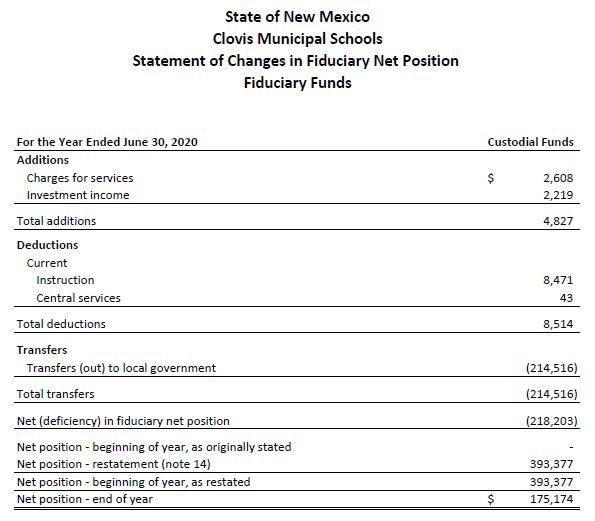 State of New Mexico
Clovis Municipal Schools
Statement of Changes in Fiduciary Net Position
Fiduciary Funds
For the Year Ended June 30, 2020 Custodial Funds
Additions
Charges for services $ 2,608
Investment income 2,219
Total additions 4,827
Deductions
Current
Instruction 8,471
Central services 43
Total deductions 8,514
Transfers
Transfers (out) to local government (214,516)
Total transfers (214,516)
Net (deficiency) in fiduciary net position (218,203)
Net position - beginning of year, as originally stated -
Net position - restatement (note 14) 393,377
Net position - beginning of year, as restated 393,377
Net position - end of year $ 175,174